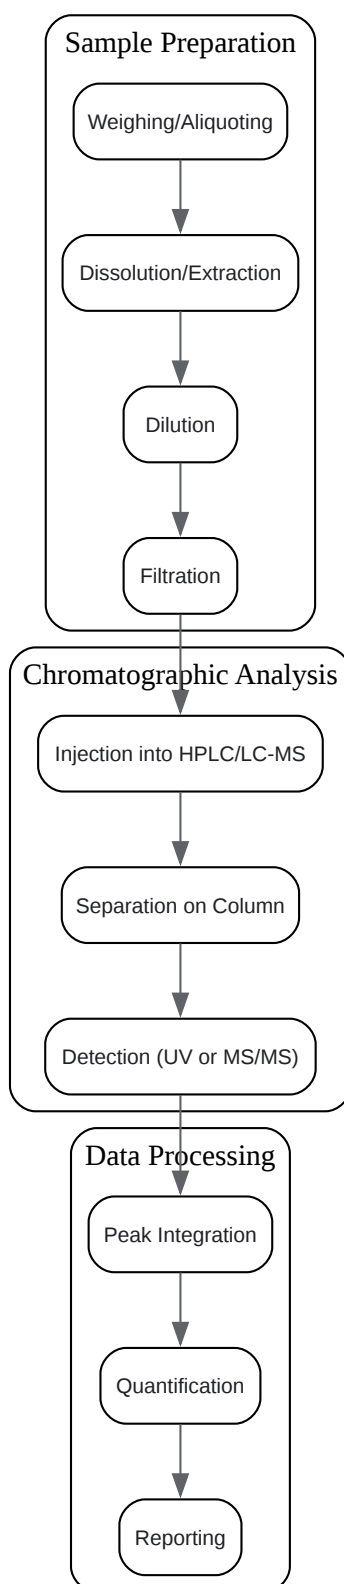 Sample Preparation
Weighing/Aliquoting
Dissolution/Extraction
Dilution
Filtration
Chromatographic Analysis
Injection into HPLC/LC-MS
Separation on Column
Detection (UV or MS/MS)
Data Processing
Peak Integration
Quantification
Reporting